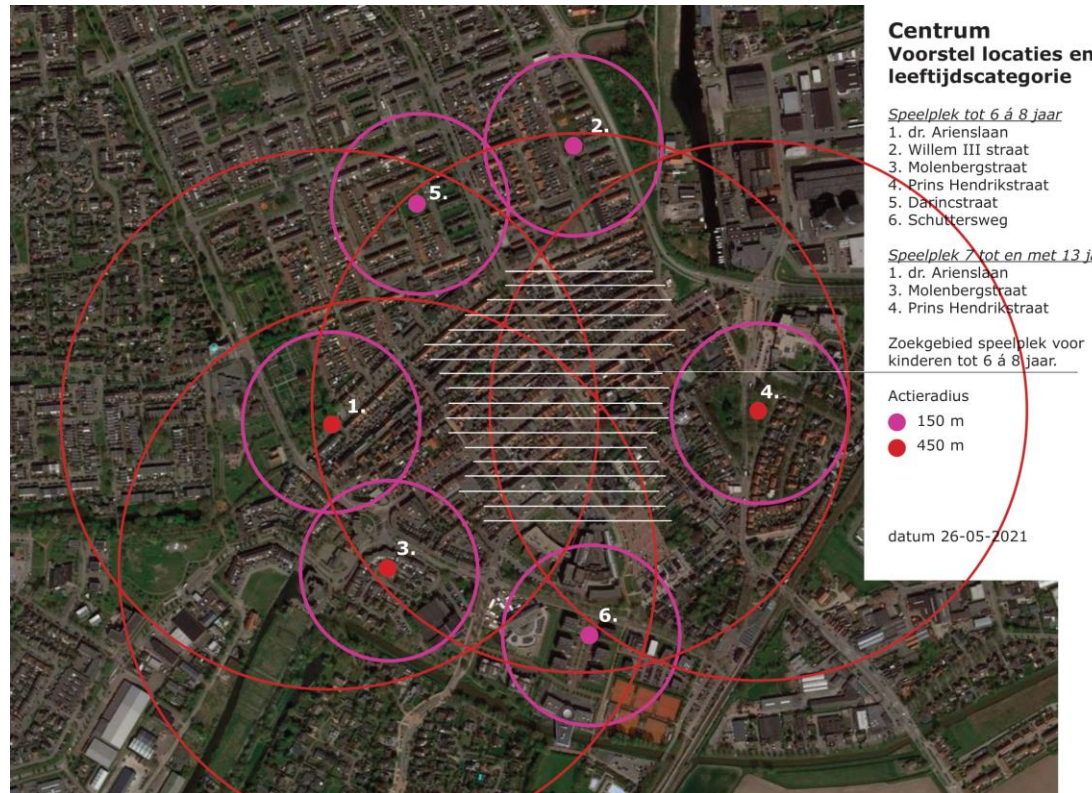 Centrum
Voorstel locaties en
leeftijdscategorie
Speelplek tot 6 á 8 jaar
1. dr. Arienslaan
2. Willem III straat
3. Molenbergstraat
4. Prins Hendrikstraat
5. Darincstraat
6. Schuttersweg
Speelplek 7 tot en met 13 j
1. dr. Arienslaan
3. Molenbergstraat
4. Prins Hendrikstraat
Zoekgebied speelplek voor
kinderen tot 6 á 8 jaar.
Actieradius
150 m
450 m
datum 26-05-2021
2.
5.
4.
1.
3.
6.